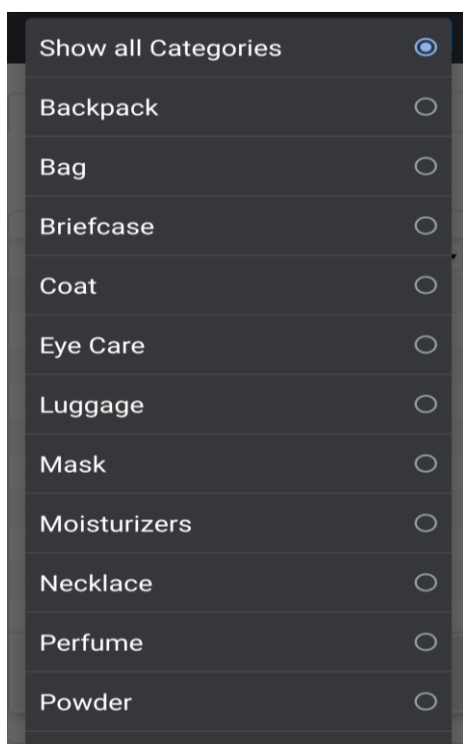 Show all Categories
Backpack
Bag
Briefcase
Coat
Eye Care
Luggage
Mask
Moisturizers
Necklace
Perfume
Powder